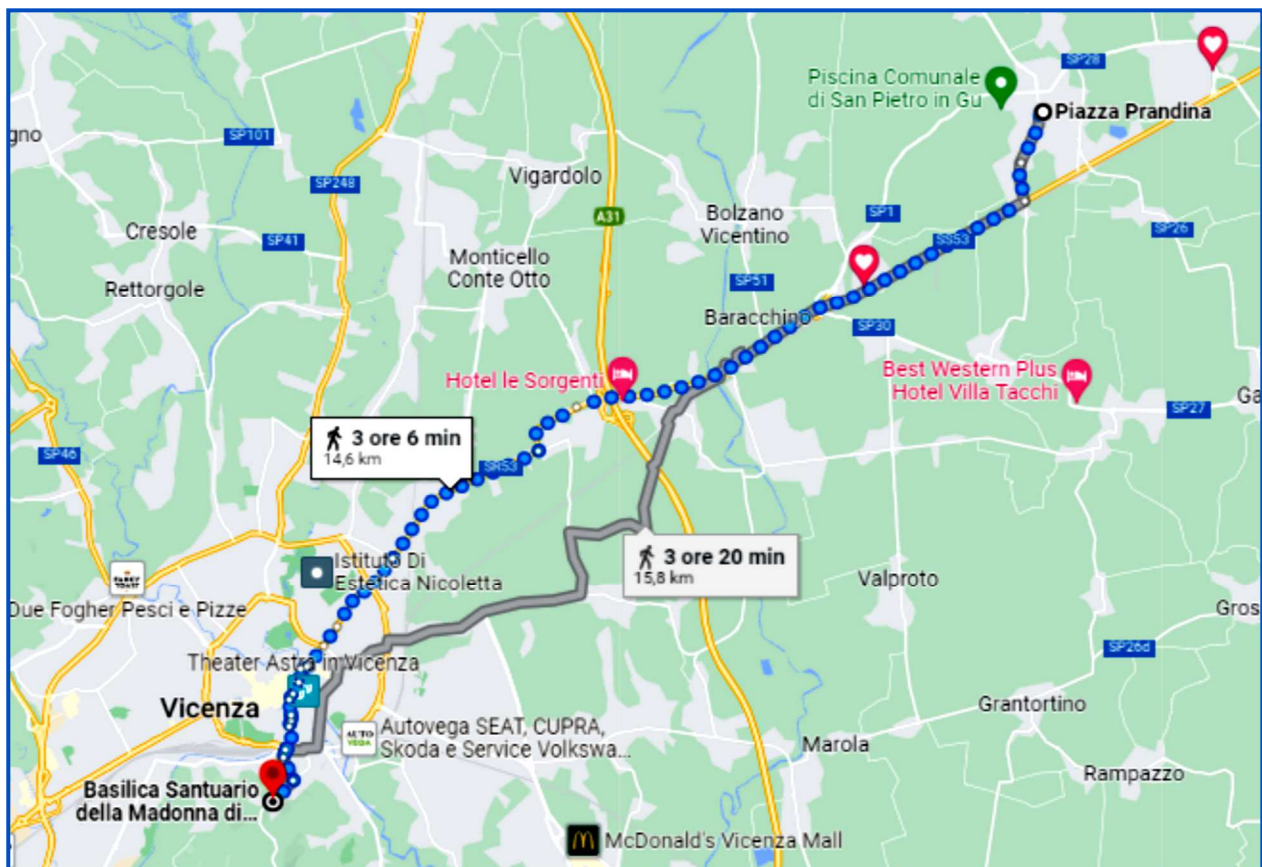 SP28
Piscina Comunale
di San Pietro in Gu
Piazza Prandina
gno
SP101
Vigardolo
SP248
A31
Bolzano
Vicentino
SP1
Cresole
SP41
SS53
SP26
Monticello
Conte Otto
Rettorgole
SP51
Baracchino
SP30
Hotel le Sorgenti
Best Western Plus
Hotel Villa Tacchi
SP27
Ga
3 ore 6 min
14,6 km
SP46
SR53
Istituto Di
Estetica Nicoletta
3 ore 20 min
15,8 km
Valproto
Due Fogher Pesci e Pizze
Gros
SP26d
Theater Astra in Vicenza
Vicenza
Grantortino
AUTO
VEGA
Autovega SEAT, CUPRA,
Skoda e Service Volkswa...
Marola
Rampazzo
Basilica Santuario
della Madonna di...
McDonald's Vicenza Mall